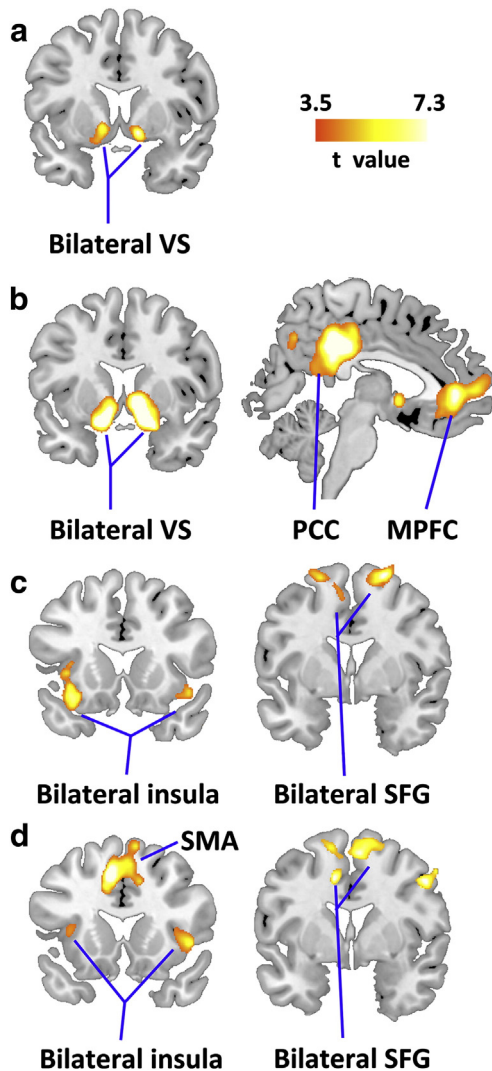 a
3.5 7.3
t value
Bilateral VS
b
Bilateral VS
PCC MPFC
c
Bilateral insula
Bilateral SFG
d
SMA
Bilateral insula
Bilateral SFG